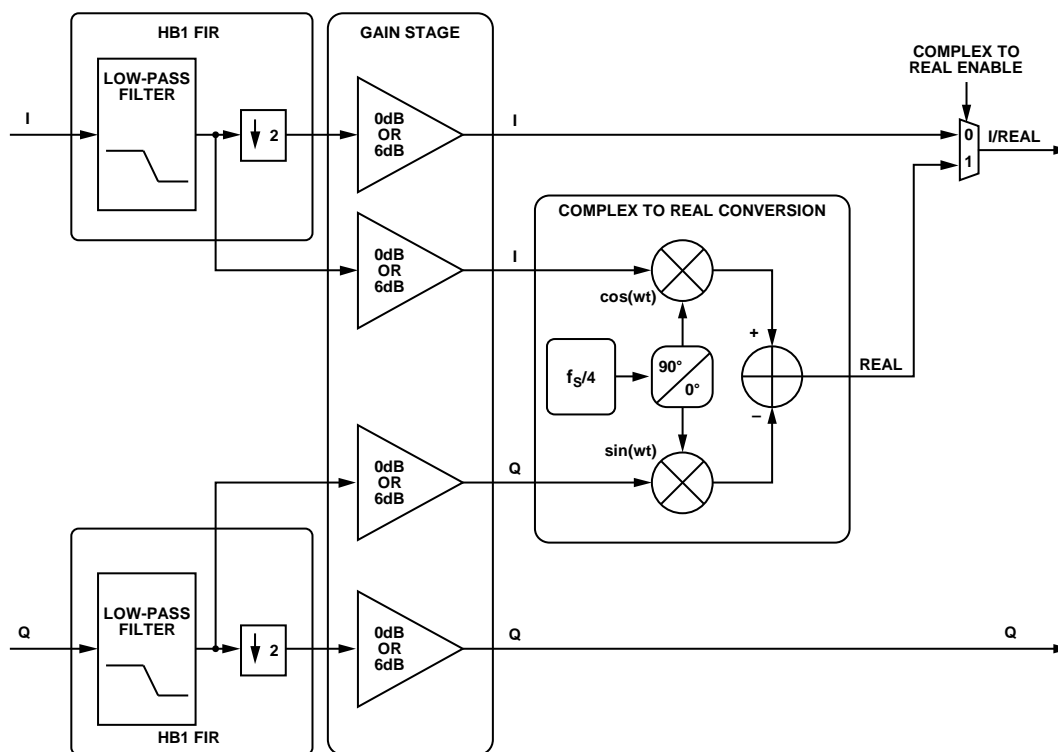 HB1 FIR
GAIN STAGE
COMPLEX TO
REAL ENABLE
LOW-PASS
FILTER
I
2
0dB
OR
6dB
I
0
1
I/REAL
COMPLEX TO REAL CONVERSION
0dB
OR
6dB
I
cos(wt)
+
fS/4
90°
0°
REAL
–
sin(wt)
0dB
OR
6dB
Q
LOW-PASS
FILTER
Q
2
0dB
OR
6dB
Q
Q
HB1 FIR